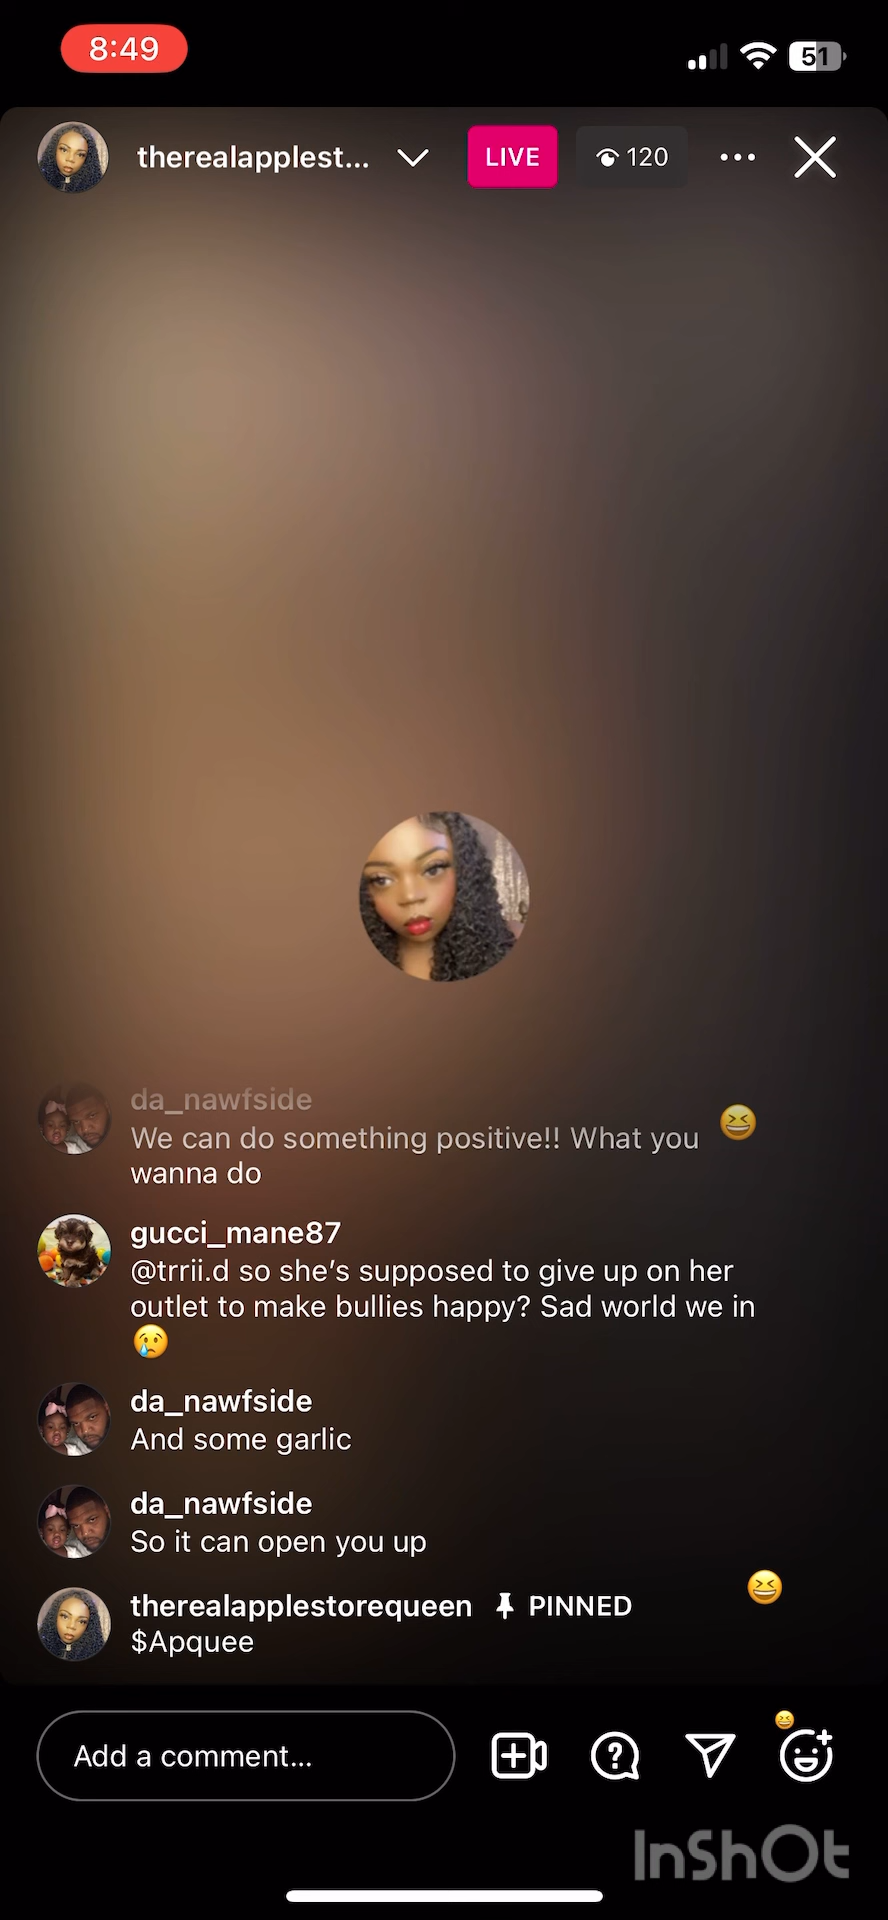 8:49
51
therealapplest...
LIVE
120
da_nawfside
We can do something positive!! What you
wanna do
gucci_mane87
@trrii.d so she’s supposed to give up on her
outlet to make bullies happy? Sad world we in
😢
da_nawfside
And some garlic
da_nawfside
So it can open you up
therealapplestorequeen PINNED
$Apquee
Add a comment...
InShOt